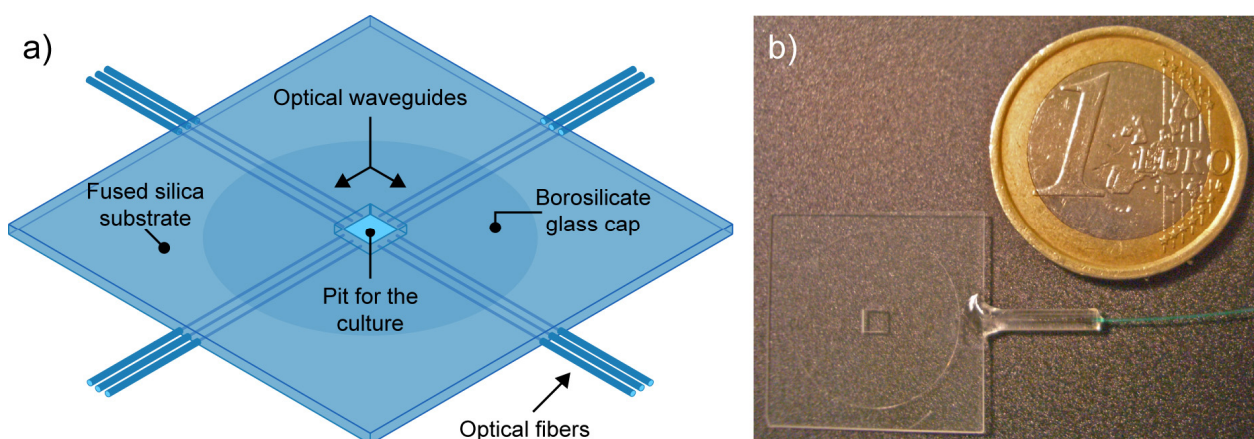 a)
Optical waveguides
Fused silica
substrate
Borosilicate
glass cap
Pit for the
culture
Optical fibers
b)
1
EURO